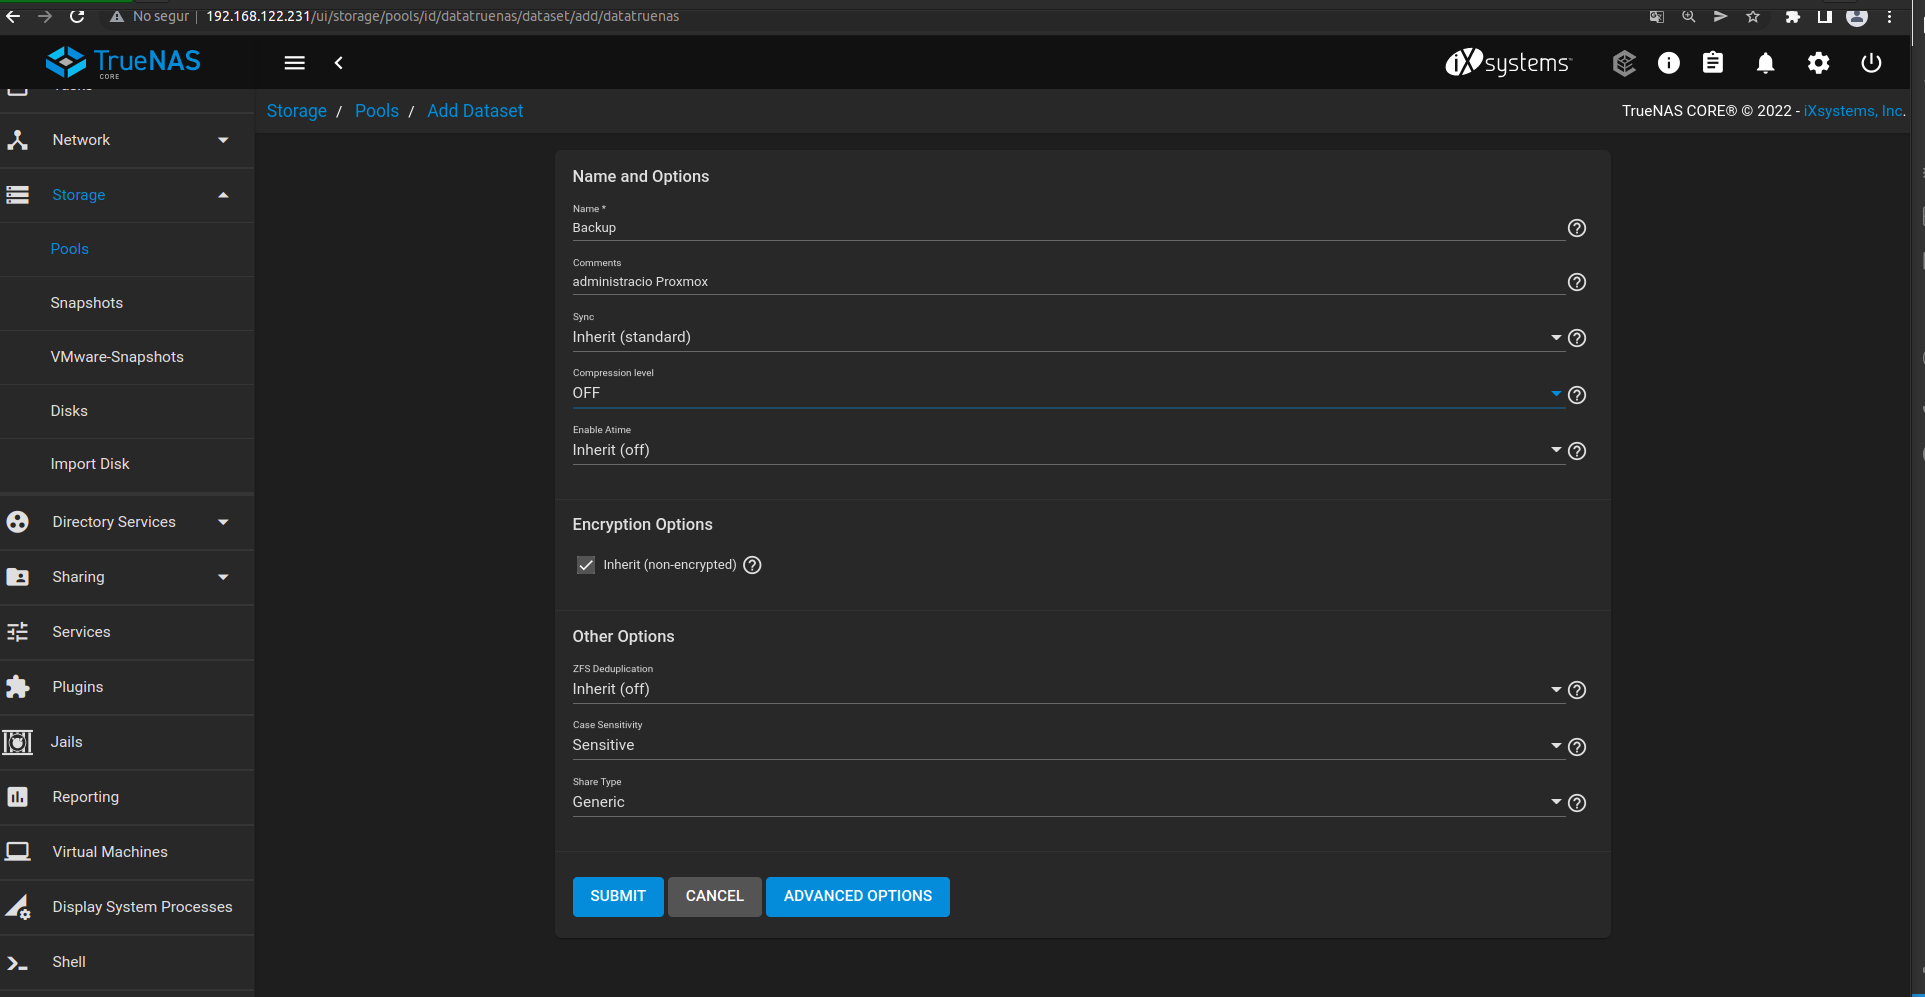 No segur | 192.168.122.231/ui/storage/pools/id/datatruenas/dataset/add/datatruenas
TrueNAS
CORE
iXsystems™
Tasks
Storage / Pools / Add Dataset
TrueNAS CORE® © 2022 - iXsystems, Inc.
Network
Storage
Pools
Snapshots
VMware-Snapshots
Disks
Import Disk
Directory Services
Sharing
Services
Plugins
Jails
Reporting
Virtual Machines
Display System Processes
Shell
Name and Options
Name *
Backup
Comments
administracio Proxmox
Sync
Inherit (standard)
Compression level
OFF
Enable Atime
Inherit (off)
Encryption Options
Inherit (non-encrypted)
Other Options
ZFS Deduplication
Inherit (off)
Case Sensitivity
Sensitive
Share Type
Generic
SUBMIT
CANCEL
ADVANCED OPTIONS